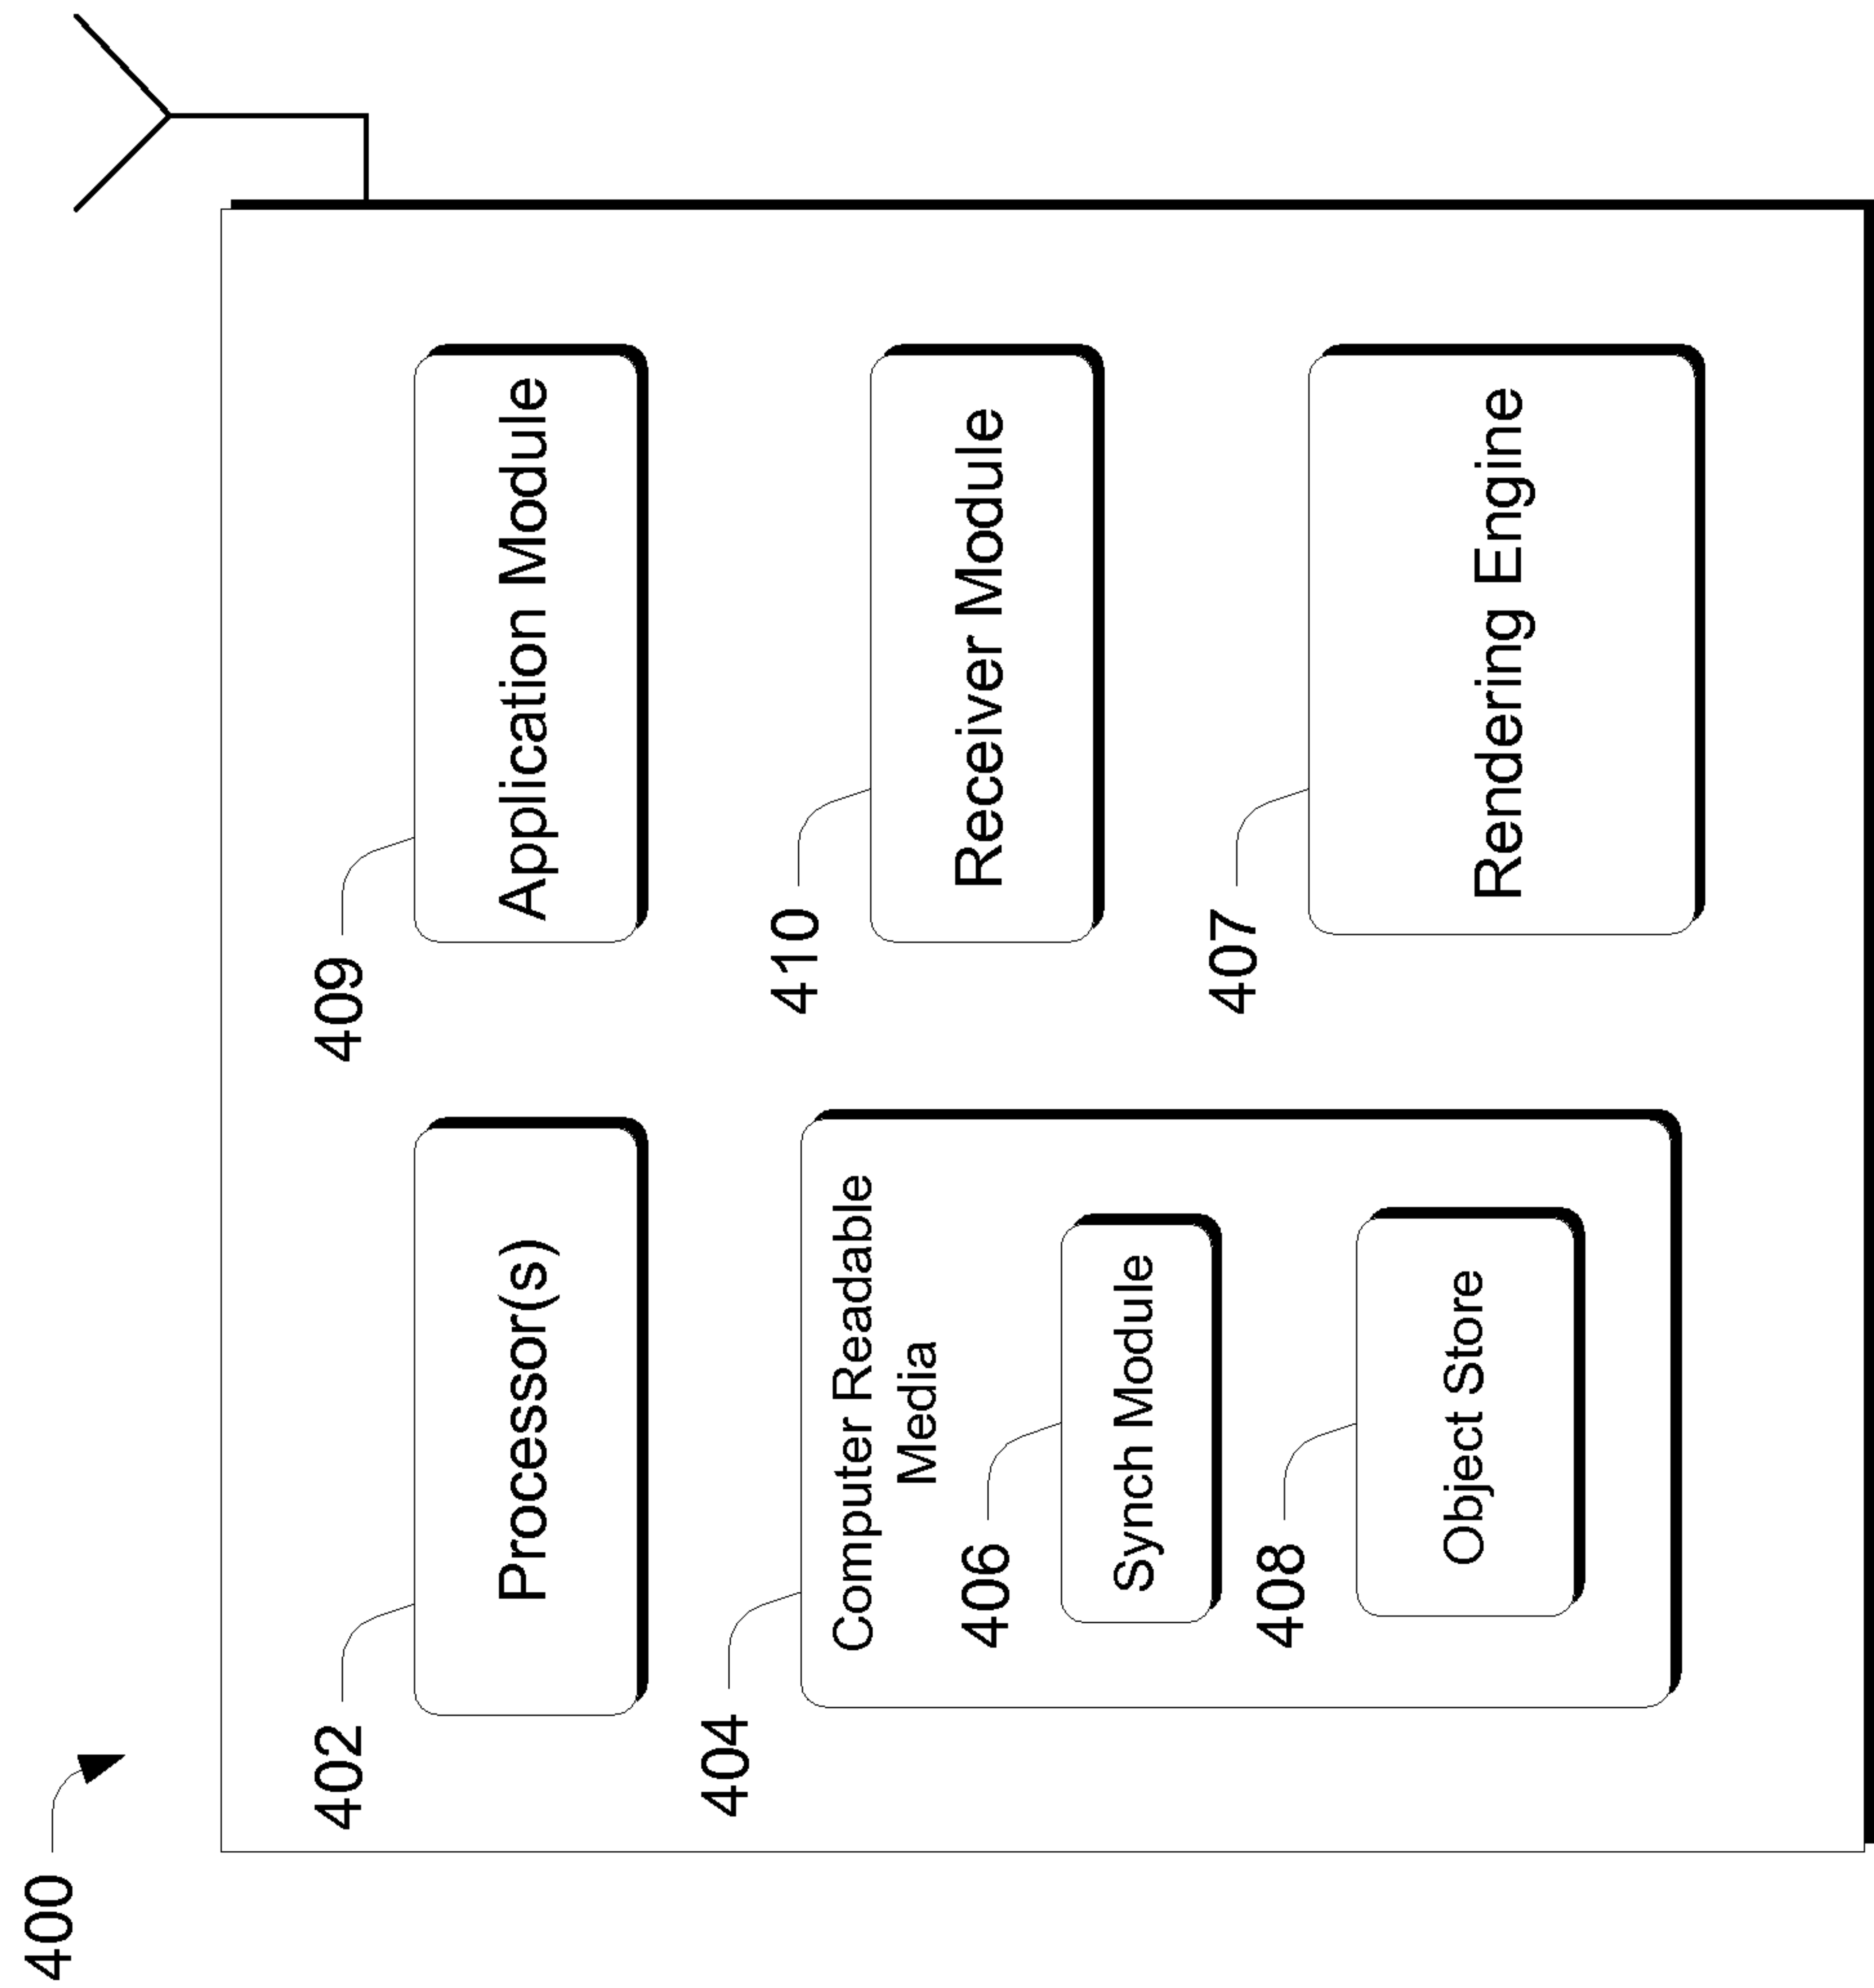 400
402
Processor(s)
409
Application Module
404
Computer Readable
Media
406
Synch Module
408
Object Store
410
Receiver Module
407
Rendering Engine